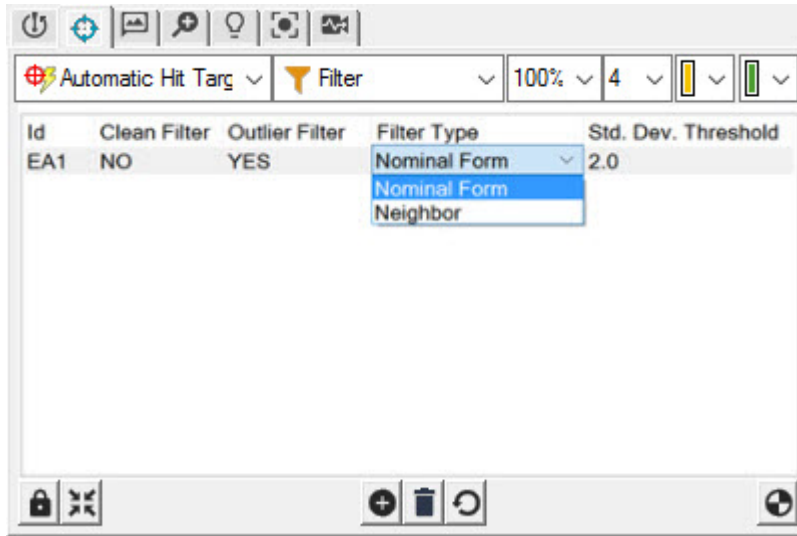 Automatic Hit Targ Filter 100% 4
Id Clean Filter Outlier Filter Filter Type Std. Dev. Threshold
EA1 NO YES Nominal Form 2.0
Nominal Form
Neighbor